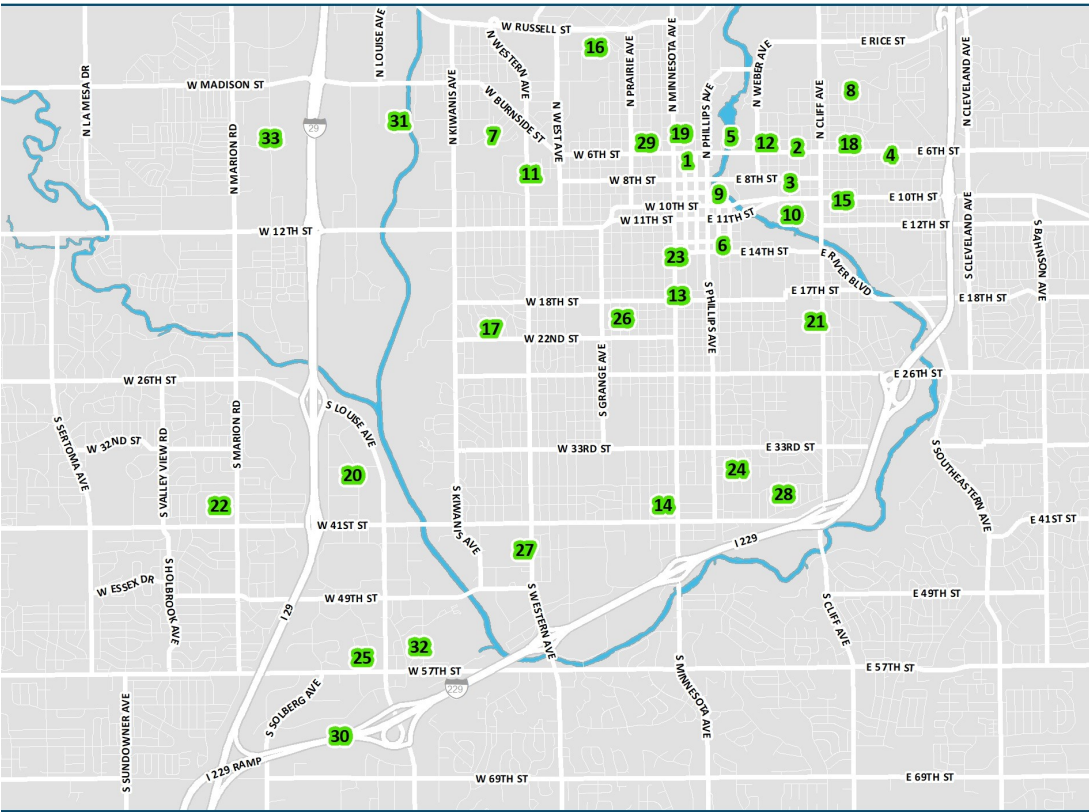 W RUSSELL ST
E RICE ST
N LOUISE AVE
N MINNESOTA AVE
N WESTERN AVE
N PRAIRIE AVE
N WEBER AVE
N CLEVELAND AVE
16
N LA MESA DR
W MADISON ST
N KIWANIS AVE
W BURNSIDE ST
N WEST AVE
N PHILLIPS AVE
N CLIFF AVE
8
29
31
33
N MARION RD
7
29
19
5
12
2
18
4
E 6TH ST
W 6TH ST
1
11
W 8TH ST
E 8TH ST
3
9
15
E 10TH ST
W 10TH ST
W 11TH ST
E 11TH ST
10
E 12TH ST
W 12TH ST
S CLEVELAND AVE
S BAHNSON AVE
6
E 14TH ST
23
E RIVER BLVD
13
E 17TH ST
E 18TH ST
W 18TH ST
S PHILLIPS AVE
17
26
21
W 22ND ST
S GRANGE AVE
E 26TH ST
W 26TH ST
S LOUISE AVE
S SERTOMA AVE
W 32ND ST
S VALLEY VIEW RD
S MARION RD
W 33RD ST
E 33RD ST
S SOUTHEASTERN AVE
20
24
28
22
14
S KIWANIS AVE
W 41ST ST
E 41ST ST
I 229
27
S HOLBROOK AVE
W ESSEX DR
I 29
W 49TH ST
E 49TH ST
S WESTERN AVE
S CLIFF AVE
32
25
W 57TH ST
E 57TH ST
229
S MINNESOTA AVE
S SOLBERG AVE
S SUNDOWNER AVE
30
I 229 RAMP
W 69TH ST
E 69TH ST